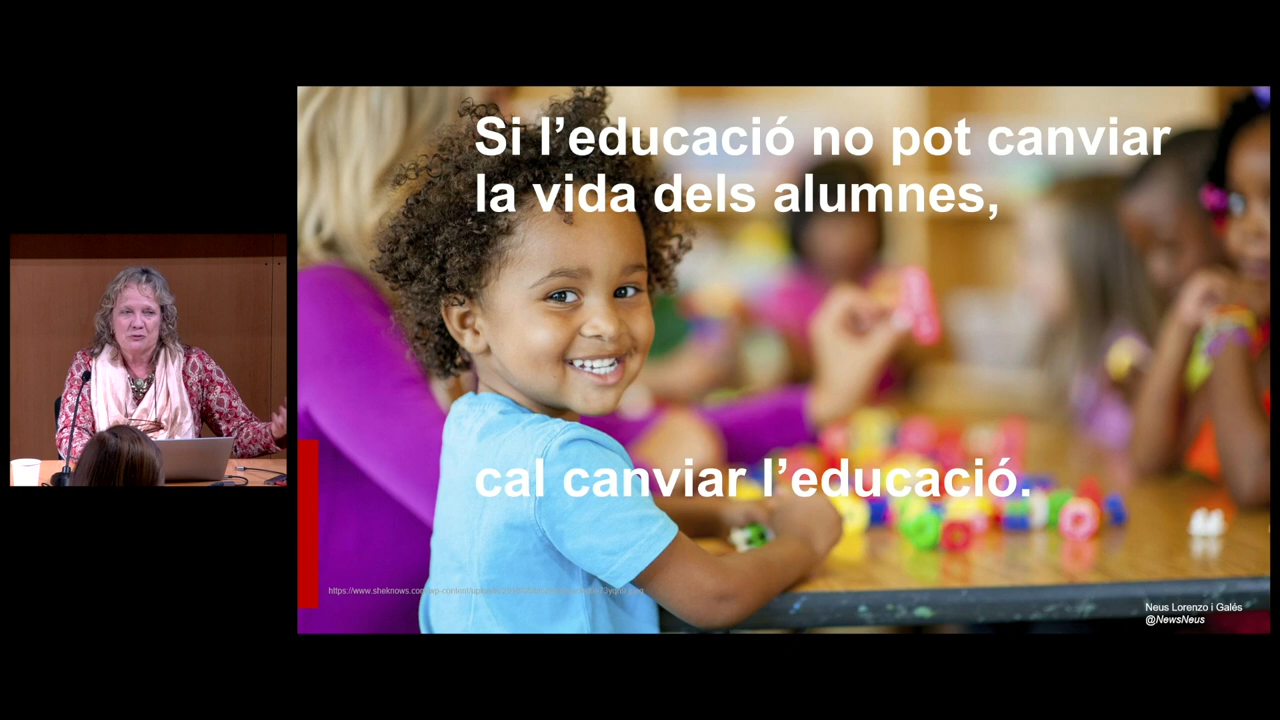 Si l’educació no pot canviar
la vida dels alumnes,
cal canviar l’educació.
Neus Lorenzo i Galés
@NewsNeus